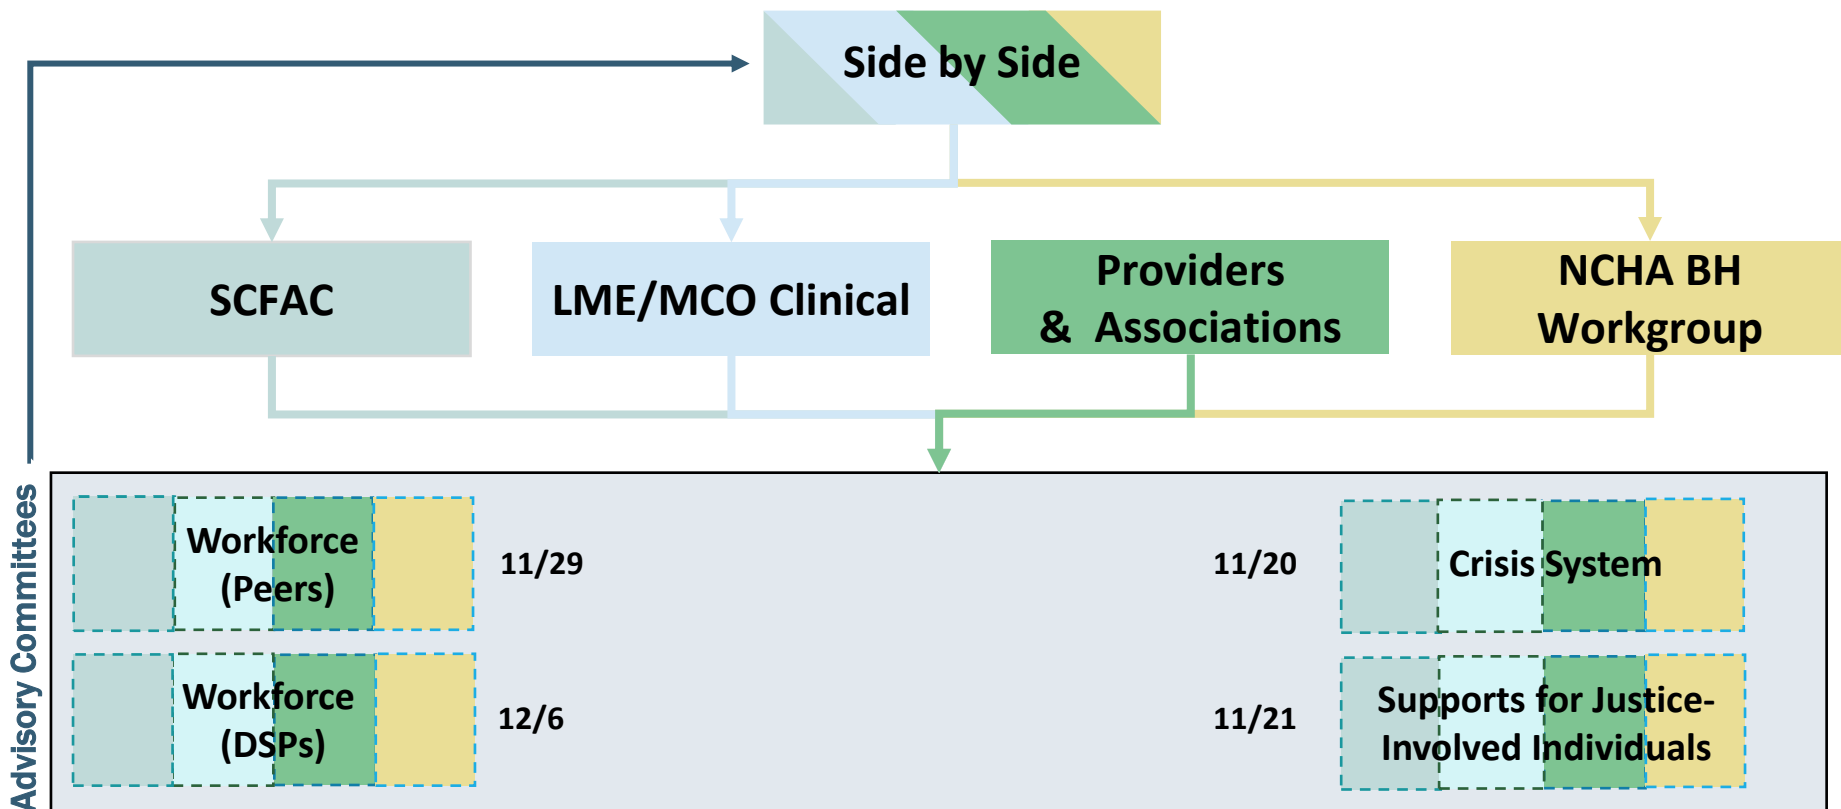 Side by Side
SCFAC
LME/MCO Clinical
Providers
& Associations
NCHA BH
Workgroup
Advisory Committees
Workforce
(Peers)
11/29
11/20
Crisis System
Workforce
(DSPs)
12/6
11/21
Supports for Justice-
Involved Individuals